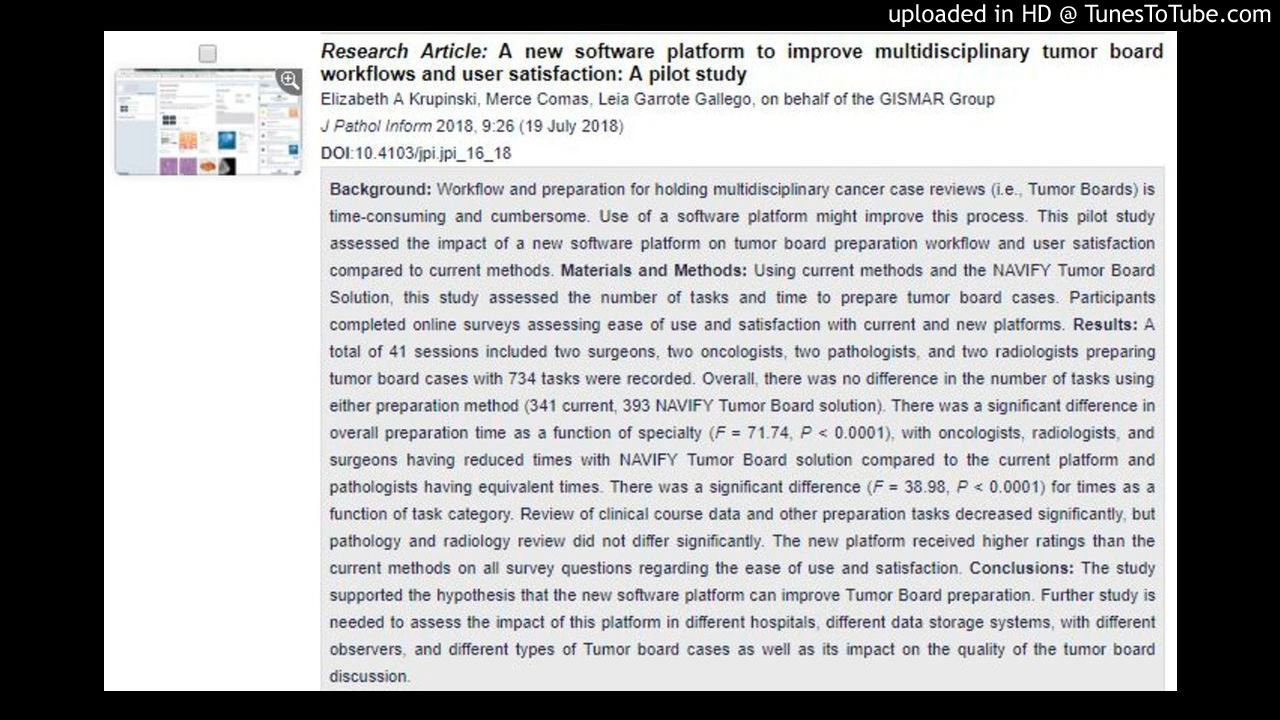 uploaded in HD @ TunesToTube.com
Research Article: A new software platform to improve multidisciplinary tumor board
workflows and user satisfaction: A pilot study
Elizabeth A Krupinski, Merce Comas, Leia Garrote Gallego, on behalf of the GISMAR Group
J Pathol Inform 2018, 9:26 (19 July 2018)
DOI:10.4103/jpi.jpi_16_18
Background: Workflow and preparation for holding multidisciplinary cancer case reviews (i.e., Tumor Boards) is
time-consuming and cumbersome. Use of a software platform might improve this process. This pilot study
assessed the impact of a new software platform on tumor board preparation workflow and user satisfaction
compared to current methods. Materials and Methods: Using current methods and the NAVIFY Tumor Board
Solution, this study assessed the number of tasks and time to prepare tumor board cases. Participants
completed online surveys assessing ease of use and satisfaction with current and new platforms. Results: A
total of 41 sessions included two surgeons, two oncologists, two pathologists, and two radiologists preparing
tumor board cases with 734 tasks were recorded. Overall, there was no difference in the number of tasks using
either preparation method (341 current, 393 NAVIFY Tumor Board solution). There was a significant difference in
overall preparation time as a function of specialty (F = 71.74, P < 0.0001), with oncologists, radiologists, and
surgeons having reduced times with NAVIFY Tumor Board solution compared to the current platform and
pathologists having equivalent times. There was a significant difference (F = 38.98, P < 0.0001) for times as a
function of task category. Review of clinical course data and other preparation tasks decreased significantly, but
pathology and radiology review did not differ significantly. The new platform received higher ratings than the
current methods on all survey questions regarding the ease of use and satisfaction. Conclusions: The study
supported the hypothesis that the new software platform can improve Tumor Board preparation. Further study is
needed to assess the impact of this platform in different hospitals, different data storage systems, with different
observers, and different types of Tumor board cases as well as its impact on the quality of the tumor board
discussion.